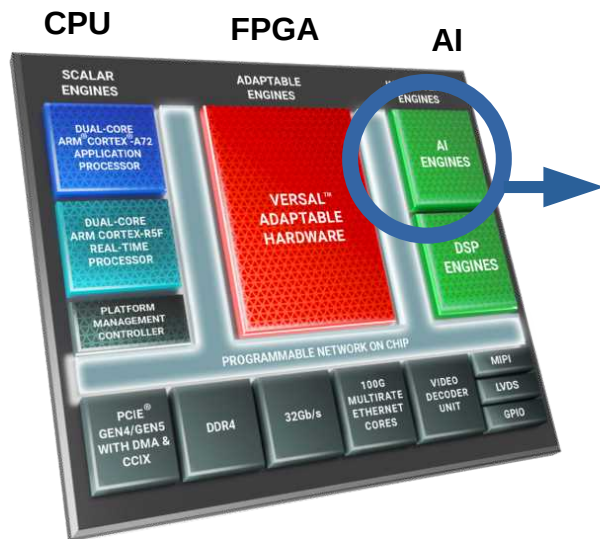 CPU
FPGA
AI
SCALAR
ENGINES
ADAPTABLE
ENGINES
ENGINES
DUAL-CORE
ARM® CORTEX®-A72
APPLICATION
PROCESSOR
DUAL-CORE
ARM CORTEX-R5F
REAL-TIME
PROCESSOR
PLATFORM
MANAGEMENT
CONTROLLER
VERSAL™
ADAPTABLE
HARDWARE
AI
ENGINES
DSP
ENGINES
PROGRAMMABLE NETWORK ON CHIP
PCIE®
GEN4/GEN5
WITH DMA &
CCIX
DDR4
32Gb/s
100G
MULTIRATE
ETHERNET
CORES
VIDEO
DECODER
UNIT
MIPI
LVDS
GPIO